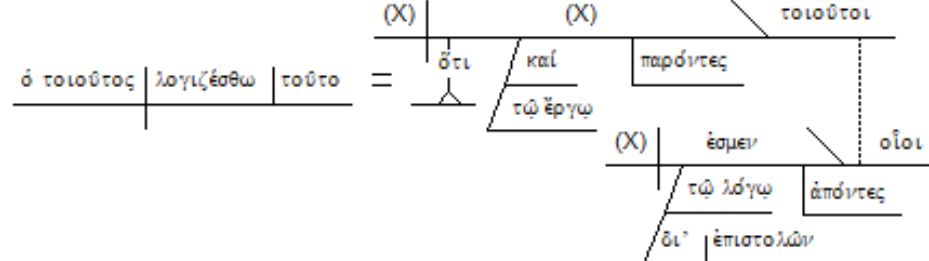 (X) (X) τοιοῦτοι
ὁ τοιοῦτος λογιζέσθω τοῦτο = ὅτι καί παρόντες
τῷ ἔργῳ
(X) ἐσμεν οἷοι
τῷ λόγῳ ἀπόντες
δι' ἐπιστολῶν